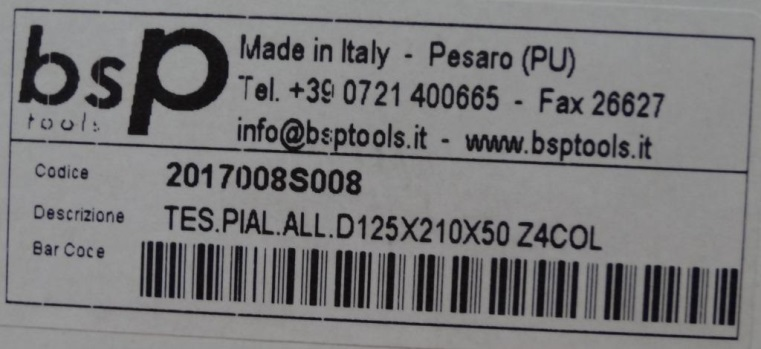 bsp
tools
Made in Italy - Pesaro (PU)
Tel. +39 0721 400665 - Fax 26627
info@bsptools.it - www.bsptools.it
Codice 2017008S008
Descrizione TES.PIAL.ALL.D125X210X50 Z4COL
Bar Coce